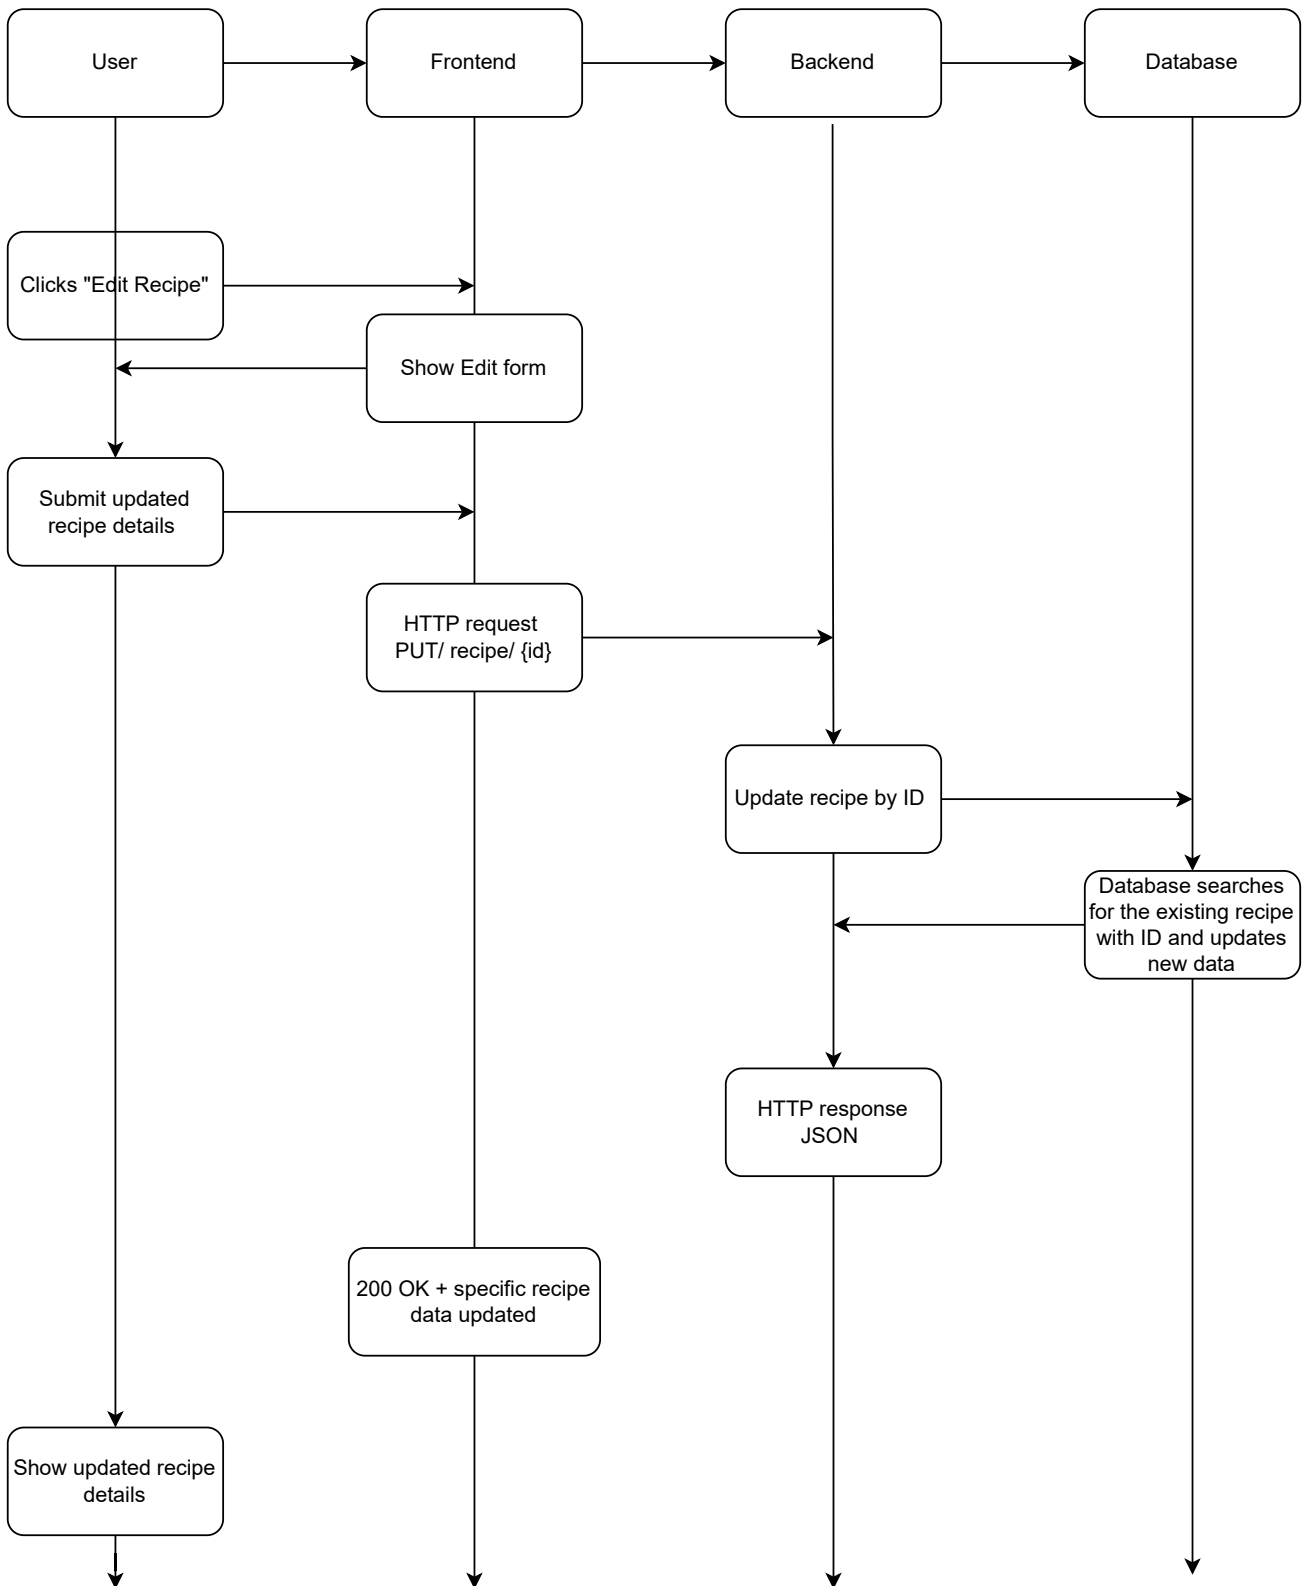 User
Frontend
Backend
Database
Clicks "Edit Recipe"
Show Edit form
Submit updated
recipe details
HTTP request
PUT/ recipe/ {id}
Update recipe by ID
Database searches
for the existing recipe
with ID and updates
new data
HTTP response
JSON
200 OK + specific recipe
data updated
Show updated recipe
details